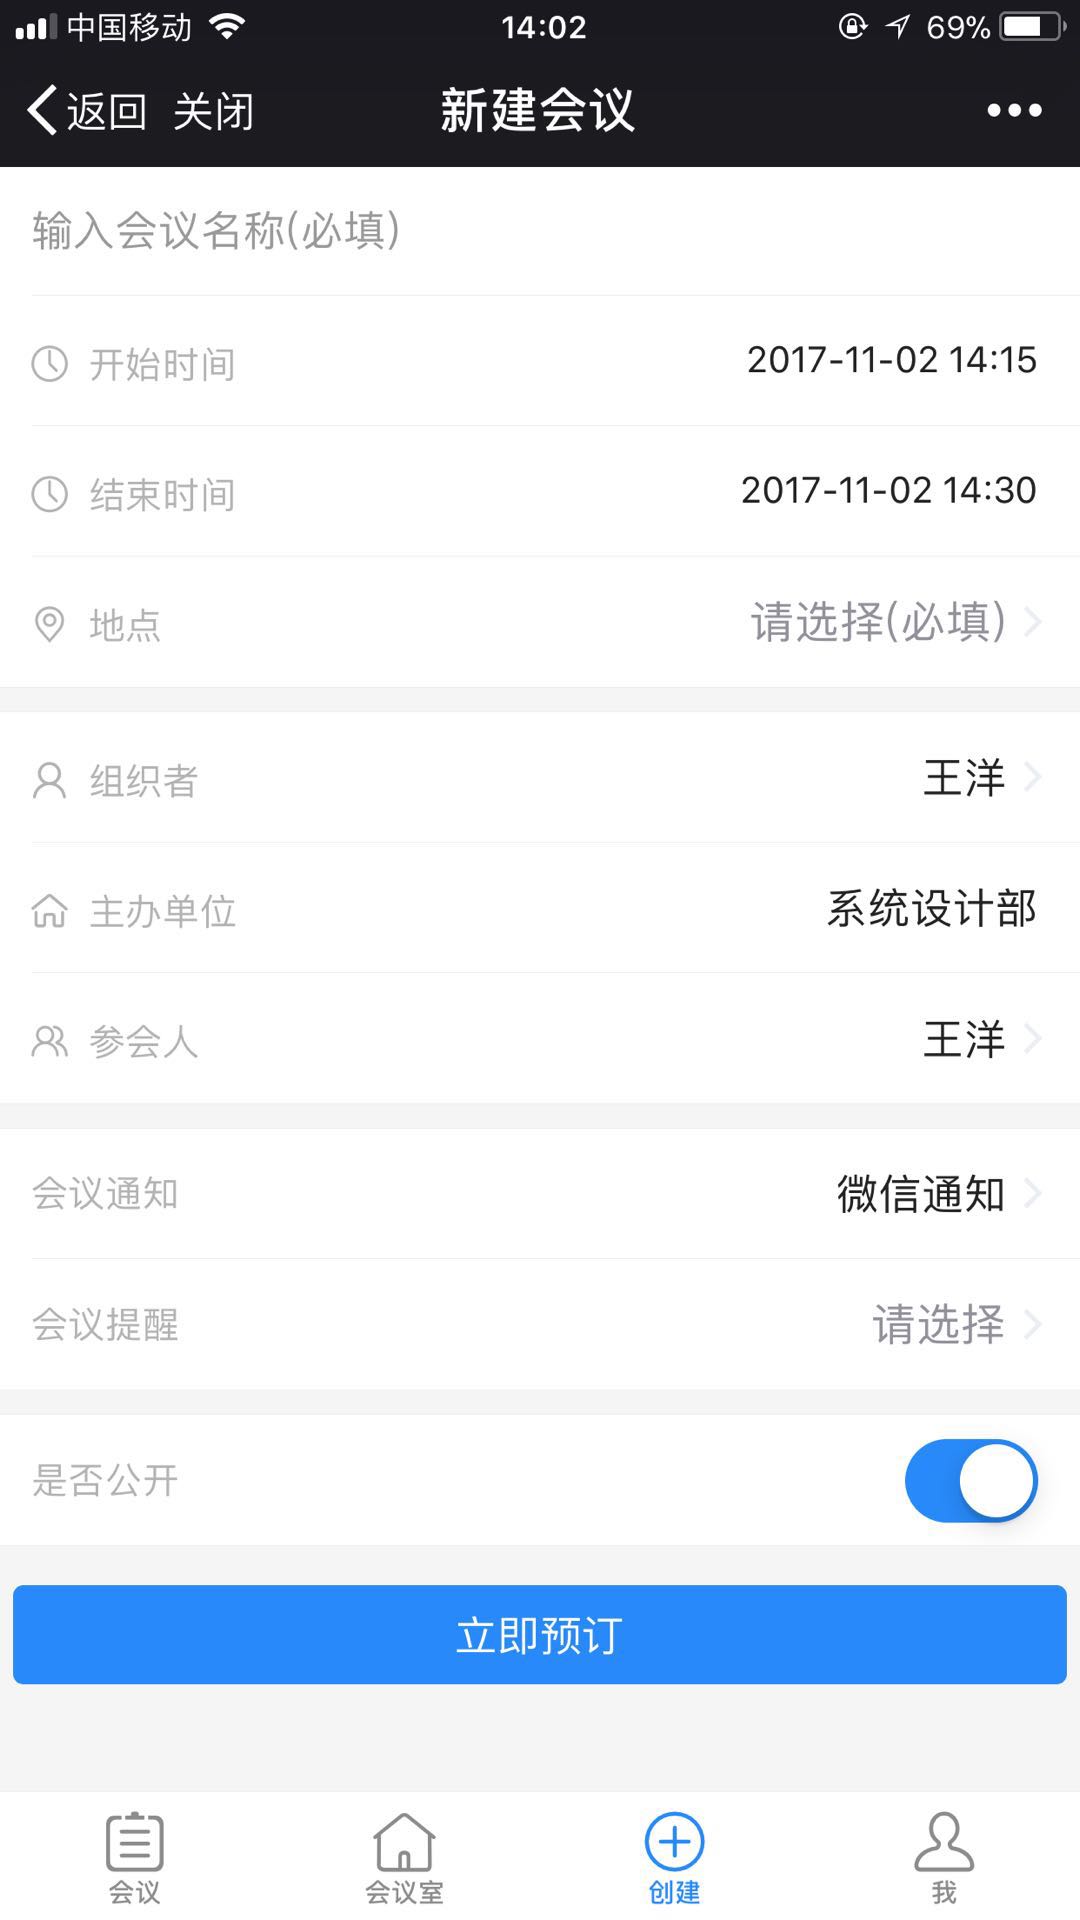 中国移动 14:02 69%
返回 关闭 新建会议
输入会议名称(必填)
开始时间 2017-11-02 14:15
结束时间 2017-11-02 14:30
地点 请选择(必填)
组织者 王洋
主办单位 系统设计部
参会人 王洋
会议通知 微信通知
会议提醒 请选择
是否公开
立即预订
会议 会议室 创建 我